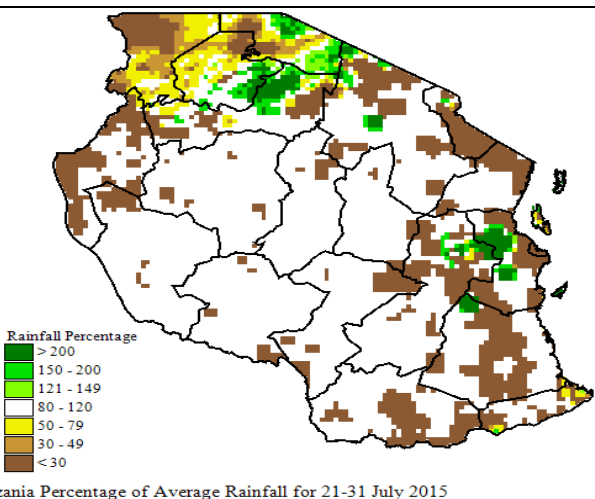 Rainfall Percentage
> 200
150 - 200
121 - 149
80 - 120
50 - 79
30 - 49
< 30
zania Percentage of Average Rainfall for 21-31 July 2015